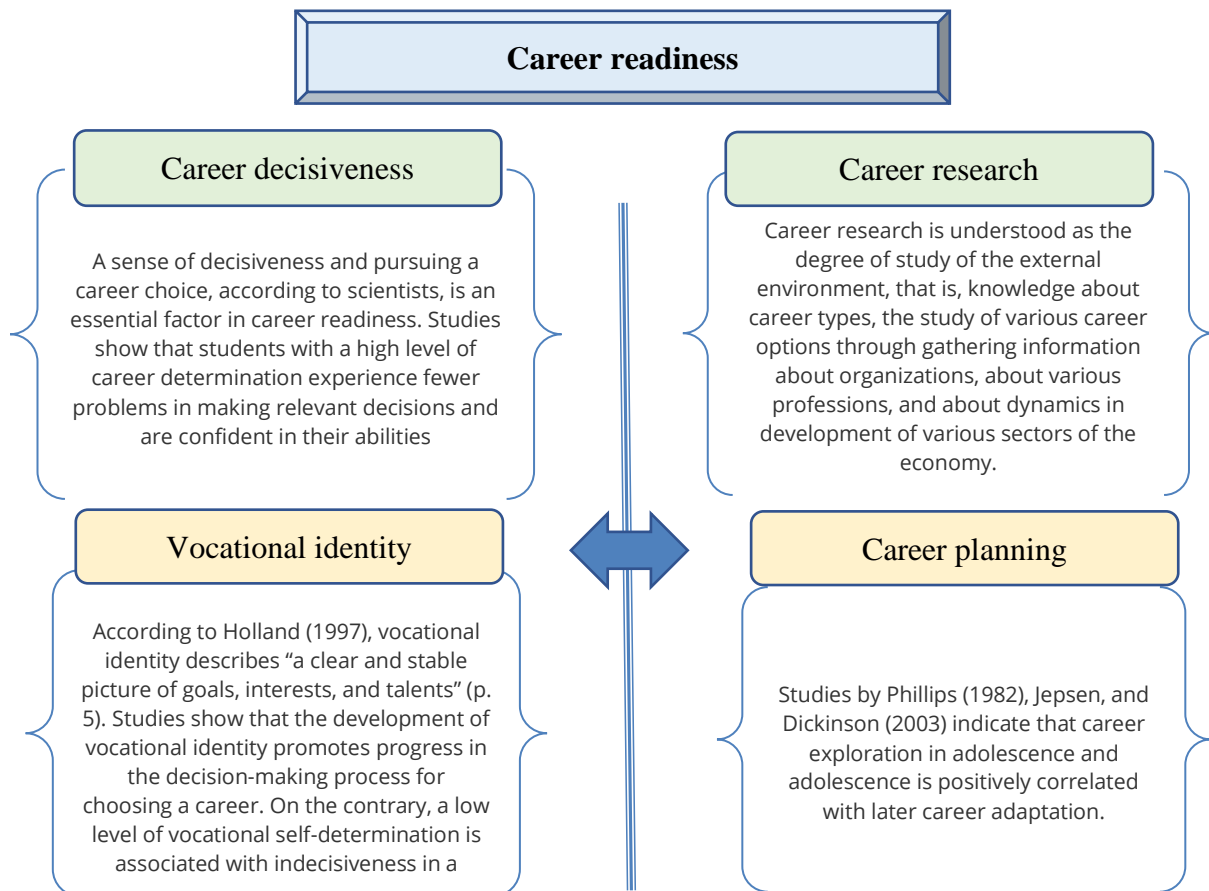 Career readiness
Career decisiveness
A sense of decisiveness and pursuing a
career choice, according to scientists, is an
essential factor in career readiness. Studies
show that students with a high level of
career determination experience fewer
problems in making relevant decisions and
are confident in their abilities
Career research
Career research is understood as the
degree of study of the external
environment, that is, knowledge about
career types, the study of various career
options through gathering information
about organizations, about various
professions, and about dynamics in
development of various sectors of the
economy.
Vocational identity
According to Holland (1997), vocational
identity describes “a clear and stable
picture of goals, interests, and talents” (p.
5). Studies show that the development of
vocational identity promotes progress in
the decision-making process for
choosing a career. On the contrary, a low
level of vocational self-determination is
associated with indecisiveness in a
Career planning
Studies by Phillips (1982), Jepsen, and
Dickinson (2003) indicate that career
exploration in adolescence and
adolescence is positively correlated
with later career adaptation.